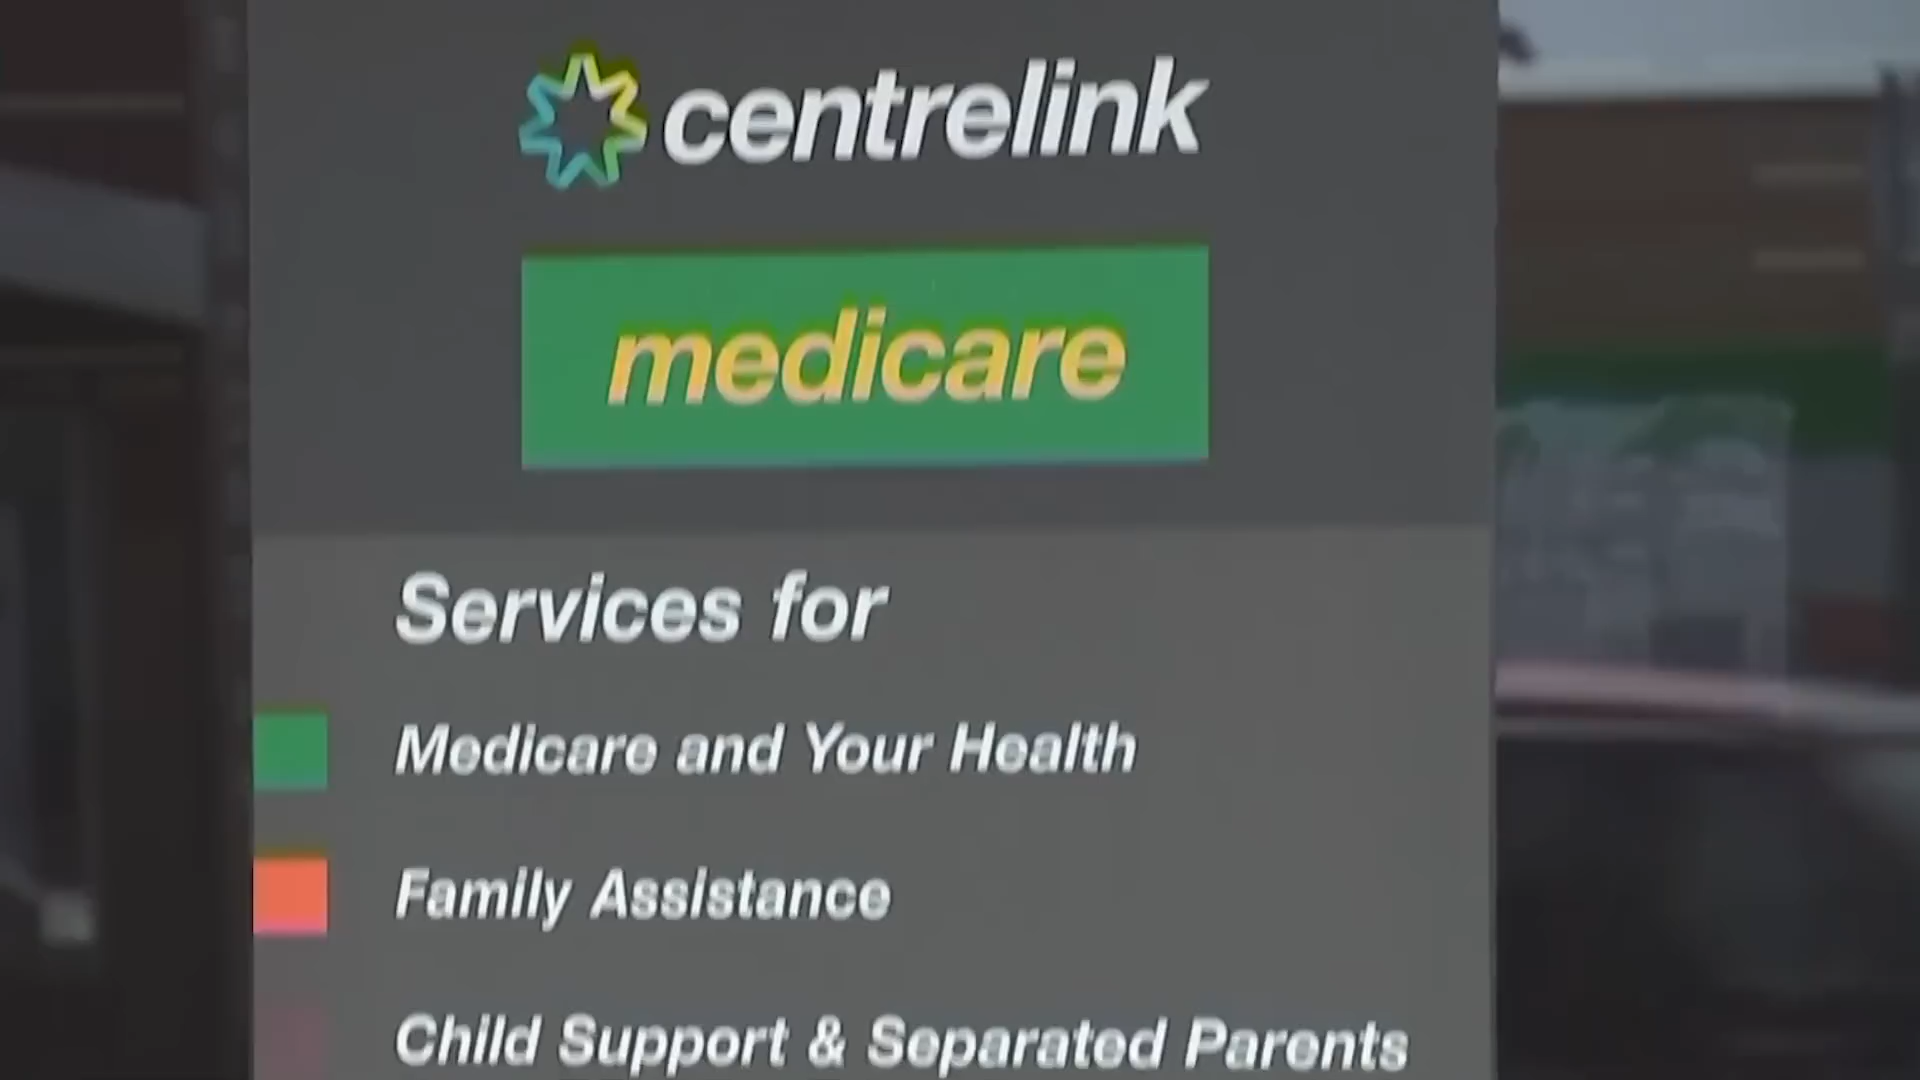 centrelink
medicare
Services for
Medicare and Your Health
Family Assistance
Child Support & Separated Parents